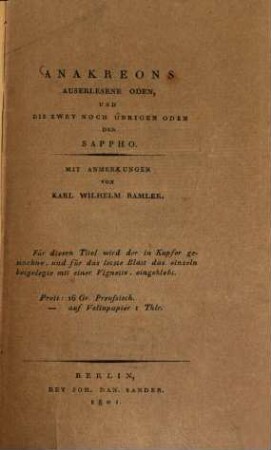 ANAKREONS
AUSERLESENE ODEN,
UND
DIE ZWEY NOCH ÜBRIGEN ODEN
DER
SAPPHO.
MIT ANMERKUNGEN
VON
KARL WILHELM RAMLER.
Für diesen Titel wird der in Kupfer ge-
stochne, und für das letzte Blatt das einzeln
beigelegte mit einer Vignette, eingeklebt.
Preis: 16 Gr. Preussisch.
— auf Velinpapier 1 Thlr.
BERLIN,
BEY JOH. DAN. SANDER.
1801.